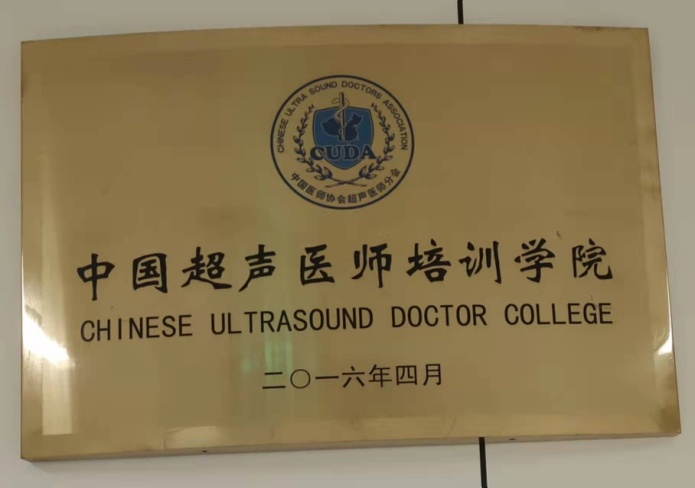 CHINESE ULTRA SOUND DOCTORS ASSOCIATION
CUDA
中国医师协会超声医师分会
中国超声医师培训学院
CHINESE ULTRASOUND DOCTOR COLLEGE
二〇一六年四月